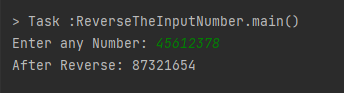 > Task :ReverseTheInputNumber.main()
Enter any Number: 45612378
After Reverse: 87321654